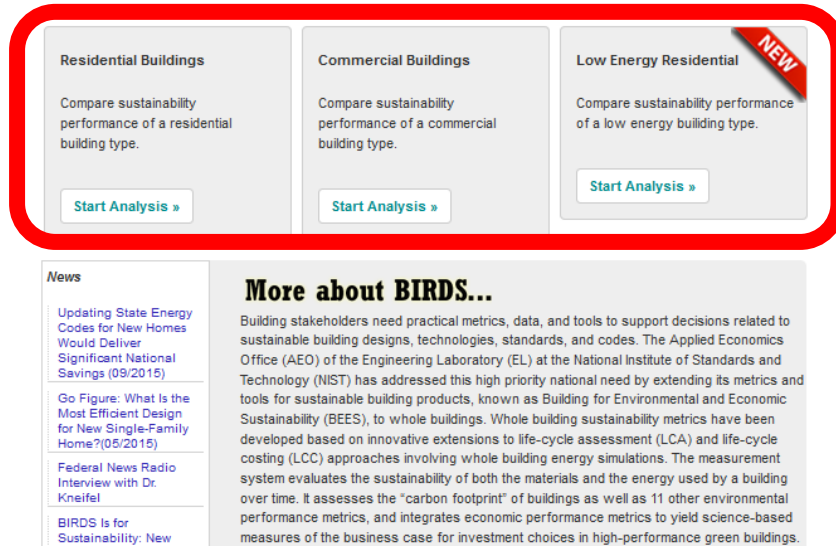 Residential Buildings
Compare sustainability
performance of a residential
building type.
Start Analysis »
Commercial Buildings
Compare sustainability
performance of a commercial
building type.
Start Analysis »
Low Energy Residential
NEW
Compare sustainability performance
of a low energy building type.
Start Analysis »
News
Updating State Energy
Codes for New Homes
Would Deliver
Significant National
Savings (09/2015)
Go Figure: What Is the
Most Efficient Design
for New Single-Family
Home?(05/2015)
Federal News Radio
Interview with Dr.
Kneifel
BIRDS Is for
Sustainability: New
More about BIRDS...
Building stakeholders need practical metrics, data, and tools to support decisions related to
sustainable building designs, technologies, standards, and codes. The Applied Economics
Office (AEO) of the Engineering Laboratory (EL) at the National Institute of Standards and
Technology (NIST) has addressed this high priority national need by extending its metrics and
tools for sustainable building products, known as Building for Environmental and Economic
Sustainability (BEES), to whole buildings. Whole building sustainability metrics have been
developed based on innovative extensions to life-cycle assessment (LCA) and life-cycle
costing (LCC) approaches involving whole building energy simulations. The measurement
system evaluates the sustainability of both the materials and the energy used by a building
over time. It assesses the “carbon footprint” of buildings as well as 11 other environmental
performance metrics, and integrates economic performance metrics to yield science-based
measures of the business case for investment choices in high-performance green buildings.